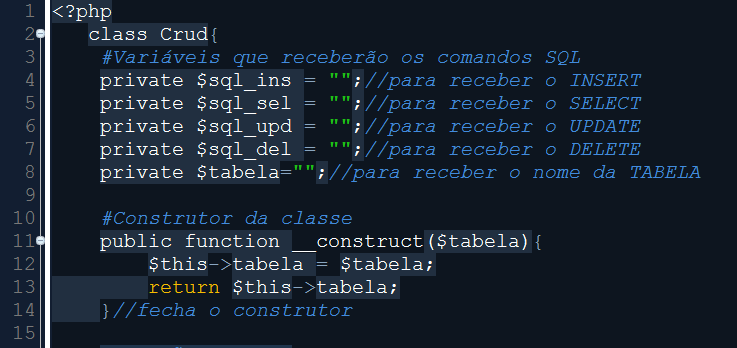 1 <?php
2 class Crud{
3 #Variáveis que receberão os comandos SQL
4 private $sql_ins = "";//para receber o INSERT
5 private $sql_sel = "";//para receber o SELECT
6 private $sql_upd = "";//para receber o UPDATE
7 private $sql_del = "";//para receber o DELETE
8 private $tabela="";//para receber o nome da TABELA
9
10 #Construtor da classe
11 public function __construct($tabela){
12 $this->tabela = $tabela;
13 return $this->tabela;
14 }//fecha o construtor
15